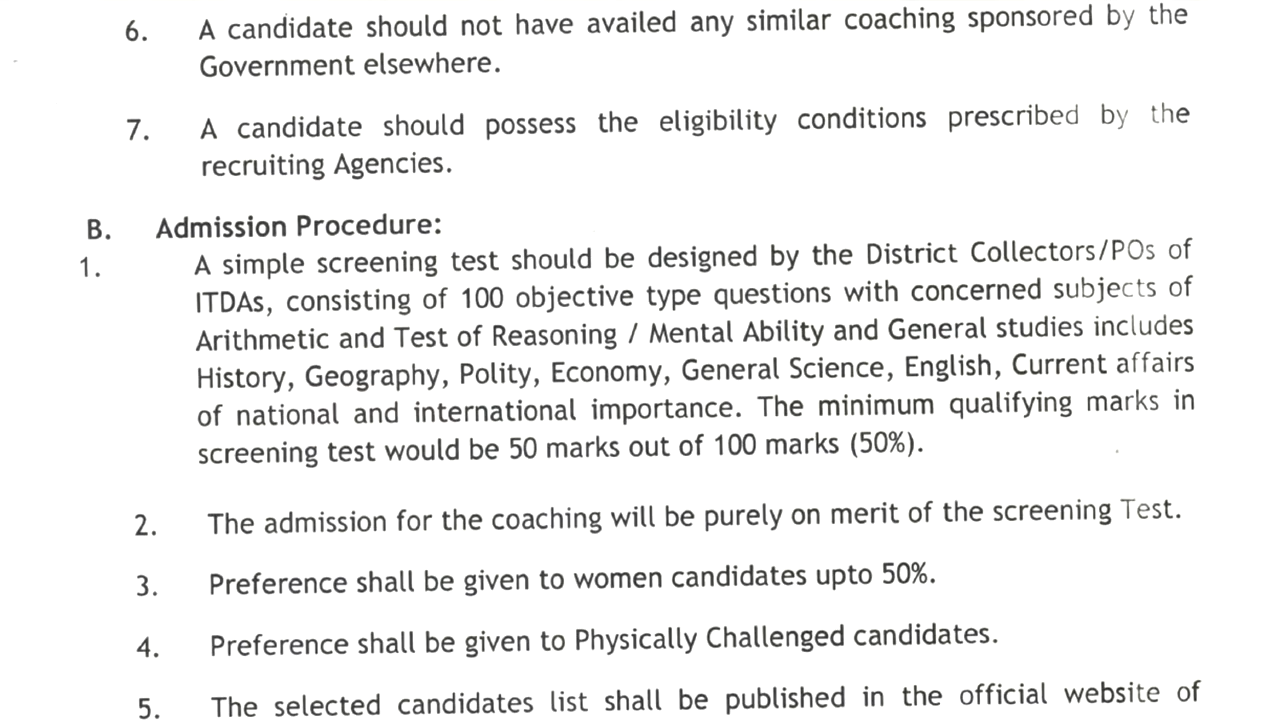 6. A candidate should not have availed any similar coaching sponsored by the
Government elsewhere.
7. A candidate should possess the eligibility conditions prescribed by the
recruiting Agencies.
B. Admission Procedure:
1. A simple screening test should be designed by the District Collectors/POs of
ITDAs, consisting of 100 objective type questions with concerned subjects of
Arithmetic and Test of Reasoning / Mental Ability and General studies includes
History, Geography, Polity, Economy, General Science, English, Current affairs
of national and international importance. The minimum qualifying marks in
screening test would be 50 marks out of 100 marks (50%).
2. The admission for the coaching will be purely on merit of the screening Test.
3. Preference shall be given to women candidates upto 50%.
4. Preference shall be given to Physically Challenged candidates.
5. The selected candidates list shall be published in the official website of